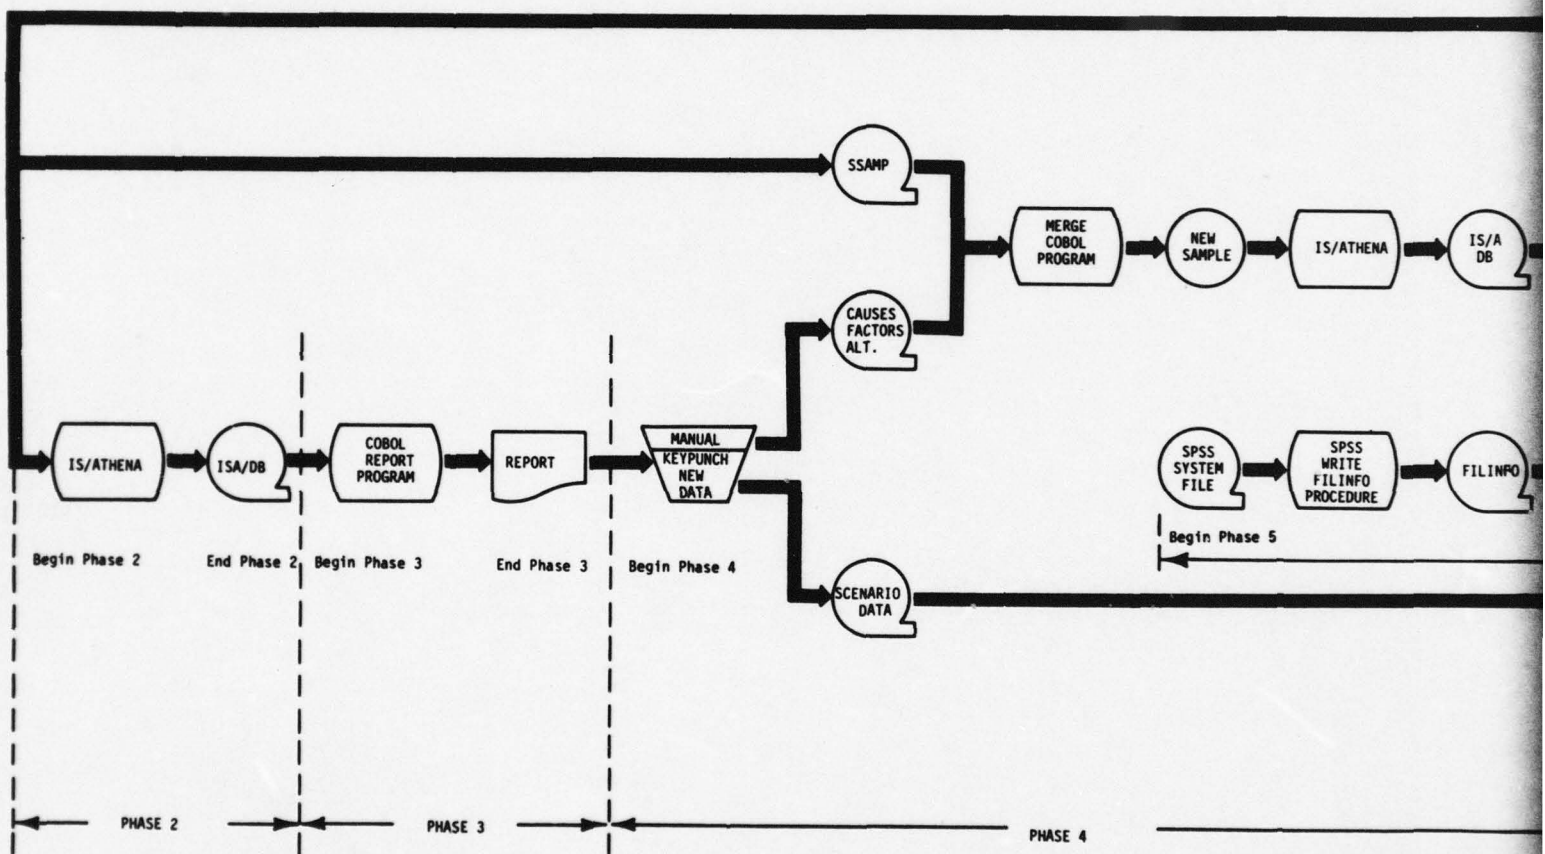 SSAMP
MERGE
COBOL
PROGRAM
NEW
SAMPLE
IS/ATHENA
IS/A
DB
CAUSES
FACTORS
ALT.
IS/ATHENA
ISA/DB
COBOL
REPORT
PROGRAM
REPORT
MANUAL
KEYPUNCH
NEW
DATA
SPSS
SYSTEM
FILE
SPSS
WRITE
FILINFO
PROCEDURE
FILINFO
Begin Phase 2
End Phase 2
Begin Phase 3
End Phase 3
Begin Phase 4
Begin Phase 5
SCENARIO
DATA
PHASE 2
PHASE 3
PHASE 4